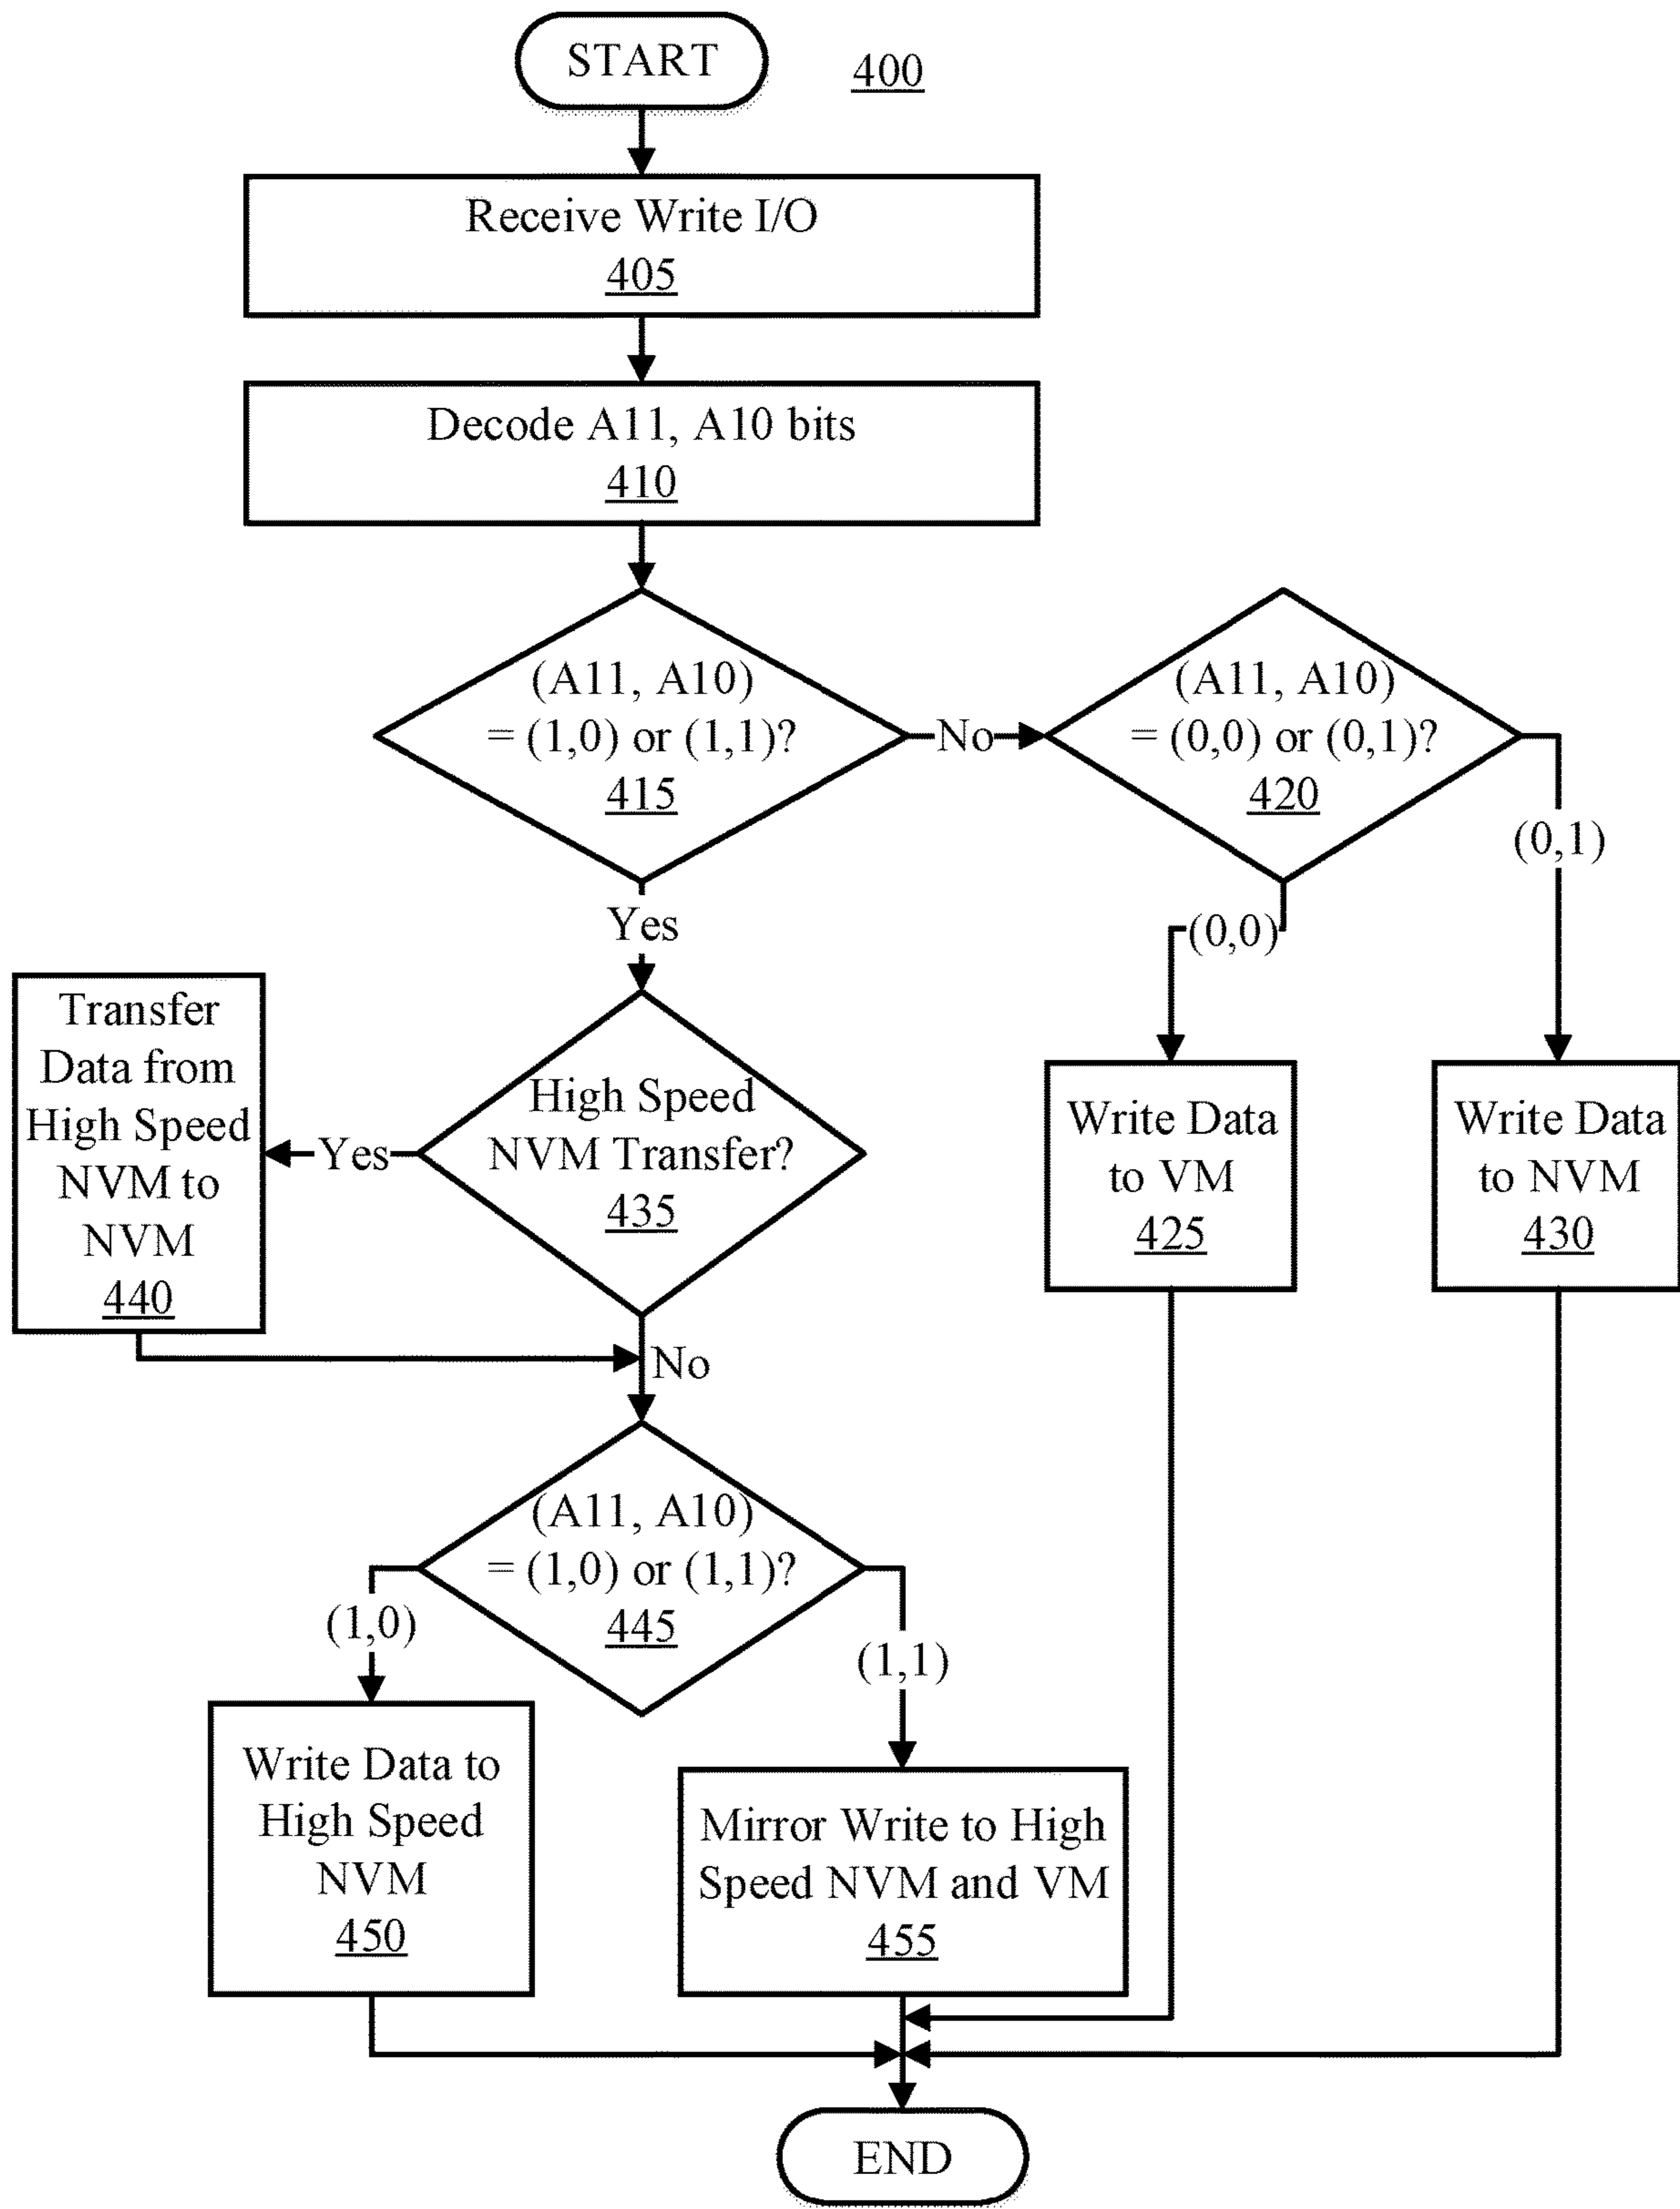 START
400
Receive Write I/O
405
Decode A11, A10 bits
410
(A11, A10)
= (1,0) or (1,1)?
415
No
(A11, A10)
= (0,0) or (0,1)?
420
(0,1)
(0,0)
Yes
Transfer
Data from
High Speed
NVM to
NVM
440
Yes
High Speed
NVM Transfer?
435
Write Data
to VM
425
Write Data
to NVM
430
No
(A11, A10)
= (1,0) or (1,1)?
445
(1,0)
(1,1)
Write Data to
High Speed
NVM
450
Mirror Write to High
Speed NVM and VM
455
END